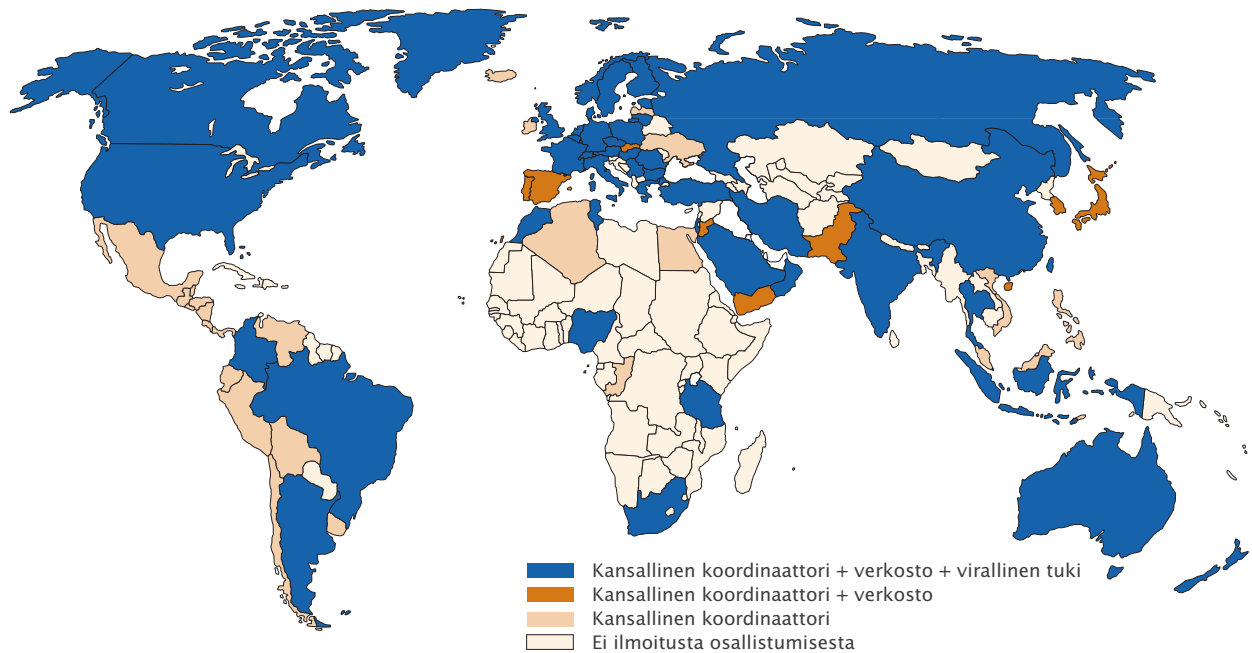 Kansallinen koordinaattori + verkosto + virallinen tuki
Kansallinen koordinaattori + verkosto
Kansallinen koordinaattori
Ei ilmoitusta osallistumisesta